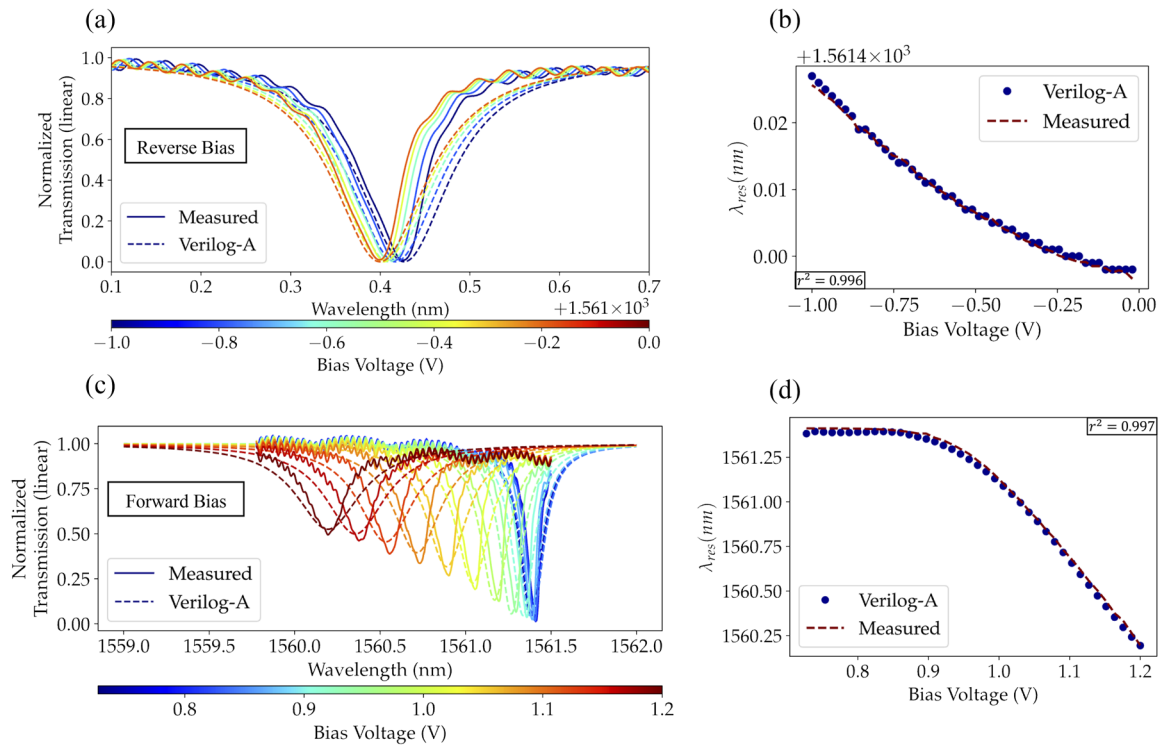 (a)
Normalized
Transmission (linear)
1.0
0.8
0.6
0.4
0.2
0.0
Reverse Bias
Measured
Verilog-A
0.1 0.2 0.3 0.4 0.5 0.6 0.7
Wavelength (nm)
+1.561×10³
−1.0 −0.8 −0.6 −0.4 −0.2 0.0
Bias Voltage (V)
(b)
+1.5614×10³
λres(nm)
0.02
0.01
0.00
Verilog-A
Measured
r² = 0.996
−1.00 −0.75 −0.50 −0.25 0.00
Bias Voltage (V)
(c)
Normalized
Transmission (linear)
1.00
0.75
0.50
0.25
0.00
Forward Bias
Measured
Verilog-A
1559.0 1559.5 1560.0 1560.5 1561.0 1561.5 1562.0
Wavelength (nm)
0.8 0.9 1.0 1.1 1.2
Bias Voltage (V)
(d)
r² = 0.997
λres(nm)
1561.25
1561.00
1560.75
1560.50
1560.25
Verilog-A
Measured
0.8 0.9 1.0 1.1 1.2
Bias Voltage (V)